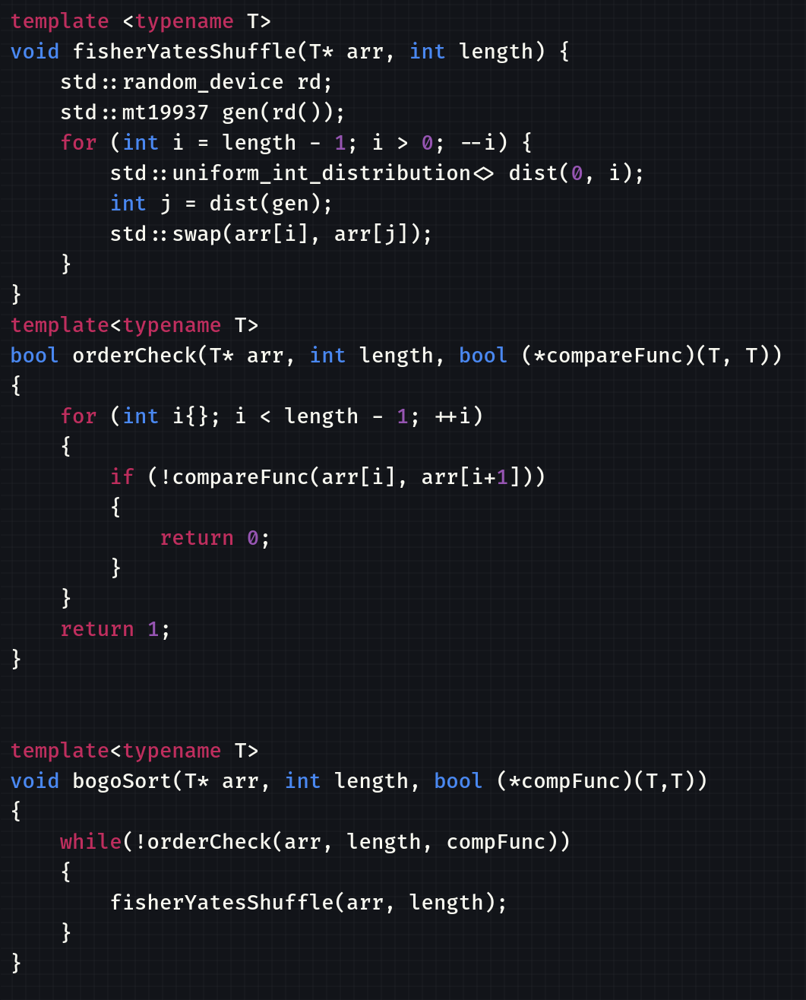 template <typename T>
void fisherYatesShuffle(T* arr, int length) {
    std::random_device rd;
    std::mt19937 gen(rd());
    for (int i = length - 1; i > 0; --i) {
        std::uniform_int_distribution<> dist(0, i);
        int j = dist(gen);
        std::swap(arr[i], arr[j]);
    }
}
template<typename T>
bool orderCheck(T* arr, int length, bool (*compareFunc)(T, T))
{
    for (int i{}; i < length - 1; ++i)
    {
        if (!compareFunc(arr[i], arr[i+1]))
        {
            return 0;
        }
    }
    return 1;
}
template<typename T>
void bogoSort(T* arr, int length, bool (*compFunc)(T,T))
{
    while(!orderCheck(arr, length, compFunc))
    {
        fisherYatesShuffle(arr, length);
    }
}